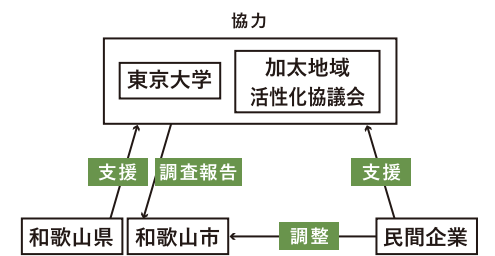 協力
東京大学
加太地域
活性化協議会
支援
調査報告
支援
和歌山県
和歌山市
調整
民間企業